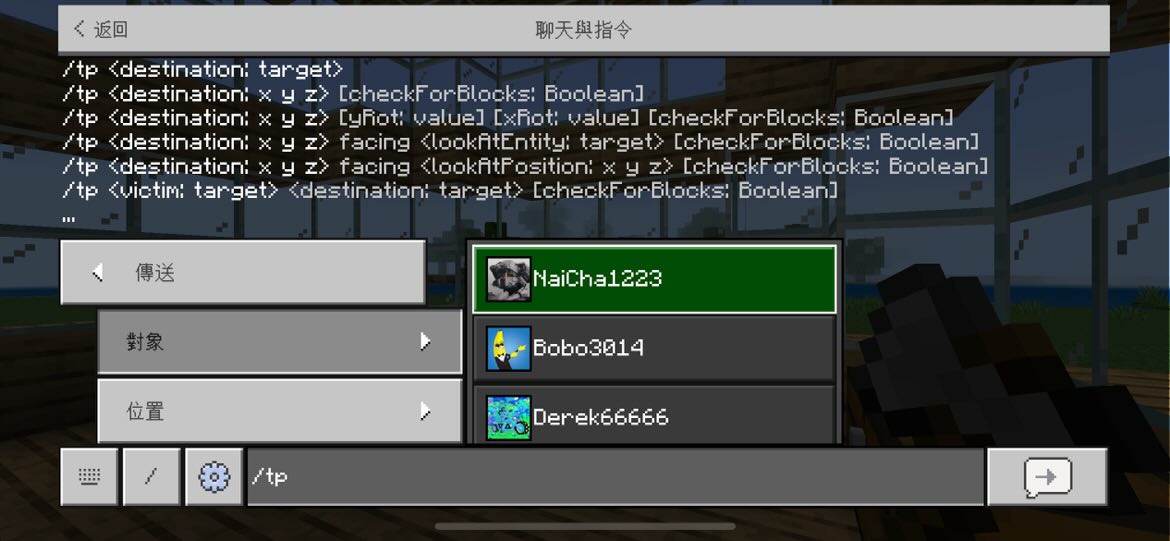 返回
聊天與指令
/tp <destination: target>
/tp <destination: x y z> [checkForBlocks: Boolean]
/tp <destination: x y z> [yRot: value] [xRot: value] [checkForBlocks: Boolean]
/tp <destination: x y z> facing <lookAtEntity: target> [checkForBlocks: Boolean]
/tp <destination: x y z> facing <lookAtPosition: x y z> [checkForBlocks: Boolean]
/tp <victim: target> <destination: target> [checkForBlocks: Boolean]
...
傳送
對象
位置
NaiCha1223
Bobo3014
Derek66666
/
/tp